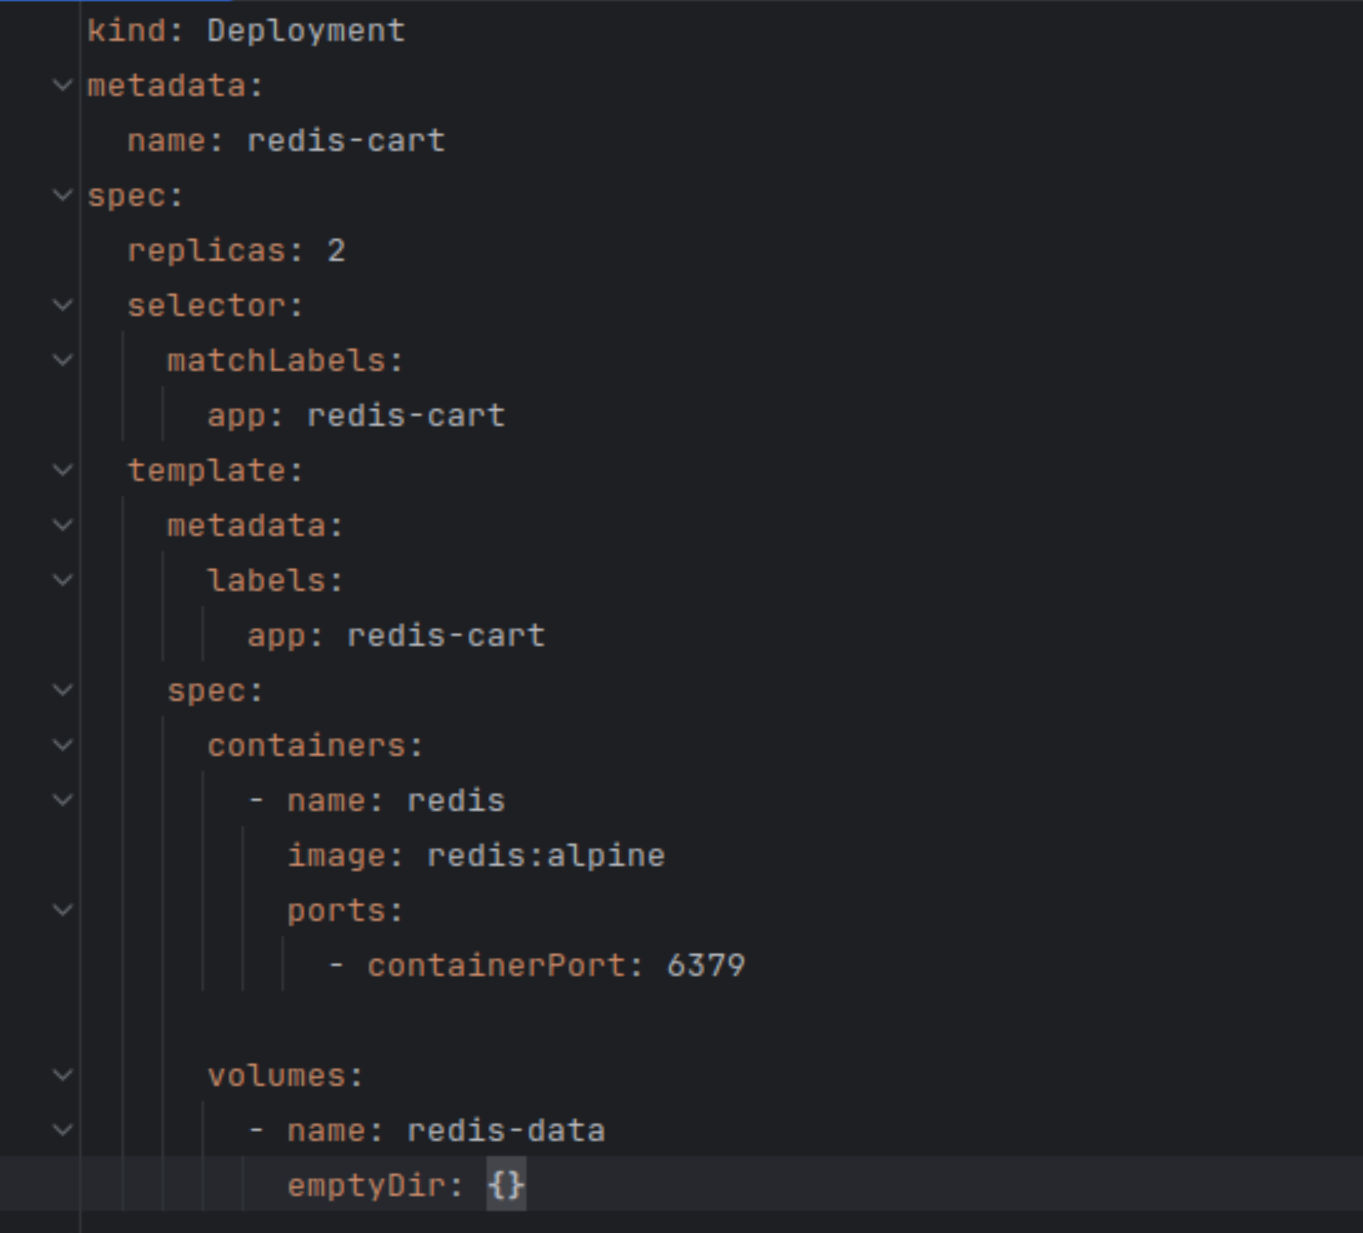 kind: Deployment
metadata:
  name: redis-cart
spec:
  replicas: 2
  selector:
    matchLabels:
      app: redis-cart
  template:
    metadata:
      labels:
        app: redis-cart
    spec:
      containers:
        - name: redis
          image: redis:alpine
          ports:
            - containerPort: 6379

      volumes:
        - name: redis-data
          emptyDir: {}